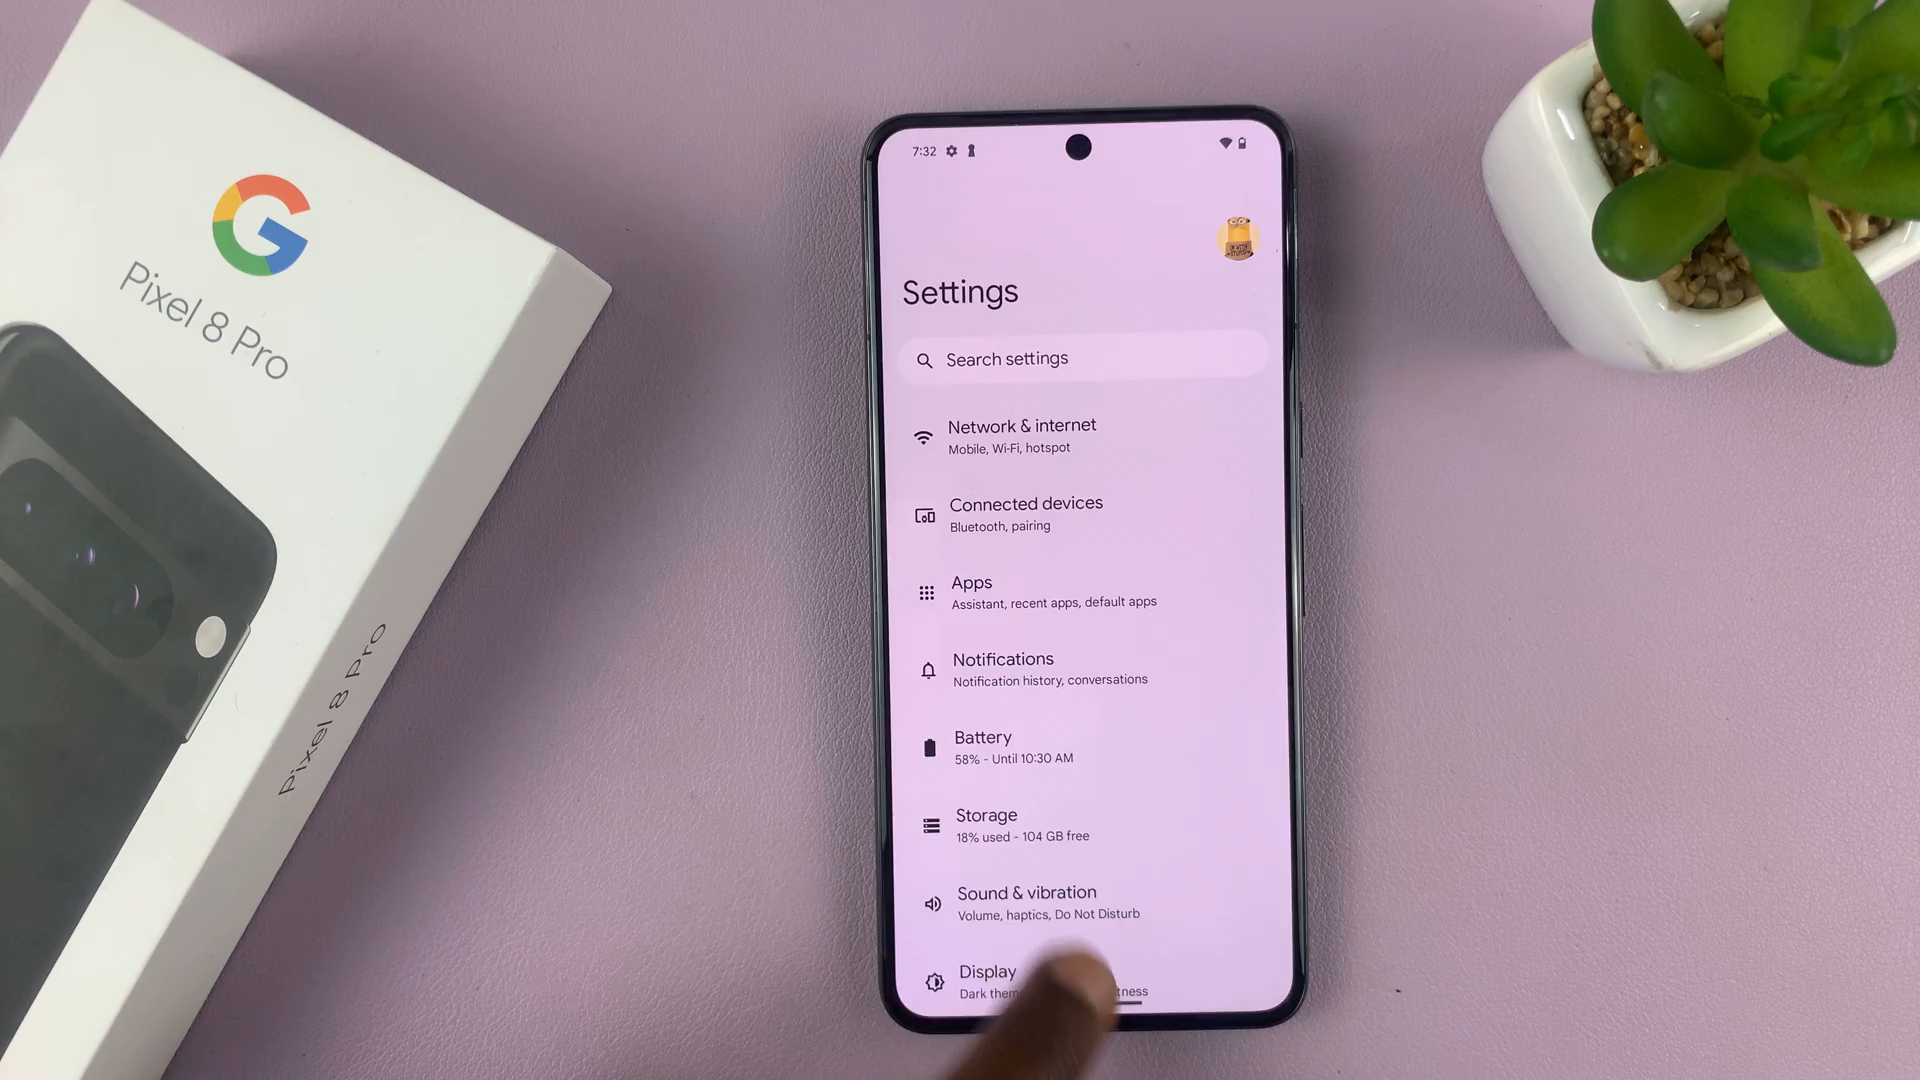 Pixel 8 Pro
Pixel 8 Pro
7:32
Settings
Search settings
Network & internet
Mobile, Wi-Fi, hotspot
Connected devices
Bluetooth, pairing
Apps
Assistant, recent apps, default apps
Notifications
Notification history, conversations
Battery
58% - Until 10:30 AM
Storage
18% used - 104 GB free
Sound & vibration
Volume, haptics, Do Not Disturb
Display
Dark